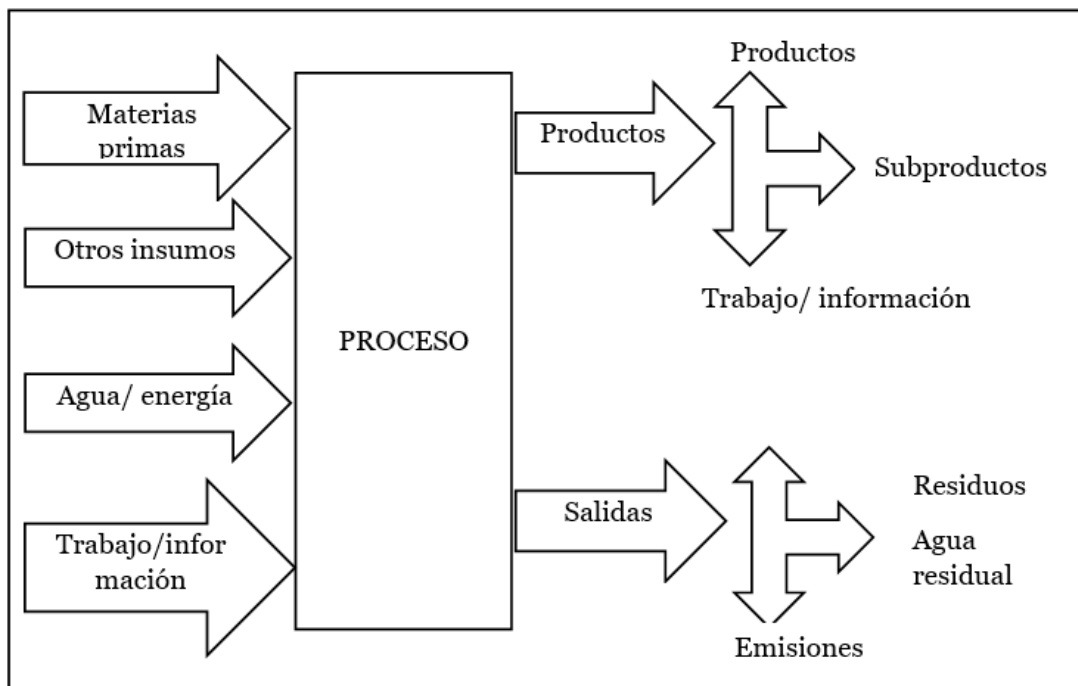 Materias
primas
Otros insumos
Agua/ energía
Trabajo/infor
mación
PROCESO
Productos
Salidas
Productos
Subproductos
Trabajo/ información
Residuos
Agua
residual
Emisiones